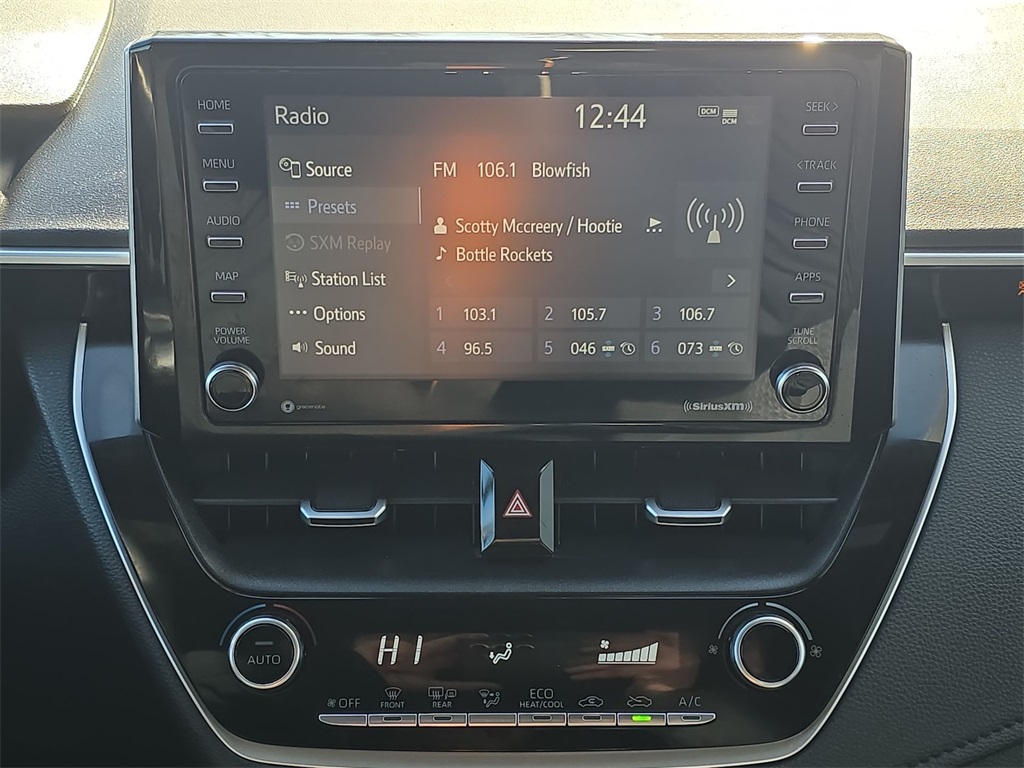 HOME
MENU
AUDIO
MAP
POWER
VOLUME
Radio
12:44
DCM
DCM
Source
Presets
SXM Replay
Station List
Options
Sound
FM 106.1 Blowfish
Scotty Mccreery / Hootie
Bottle Rockets
1 103.1
2 105.7
3 106.7
4 96.5
5 046
6 073
SEEK >
< TRACK
PHONE
APPS
TUNE
SCROLL
gracenote
((SiriusXM))
AUTO
HI
OFF
FRONT
REAR
ECO
HEAT/COOL
A/C